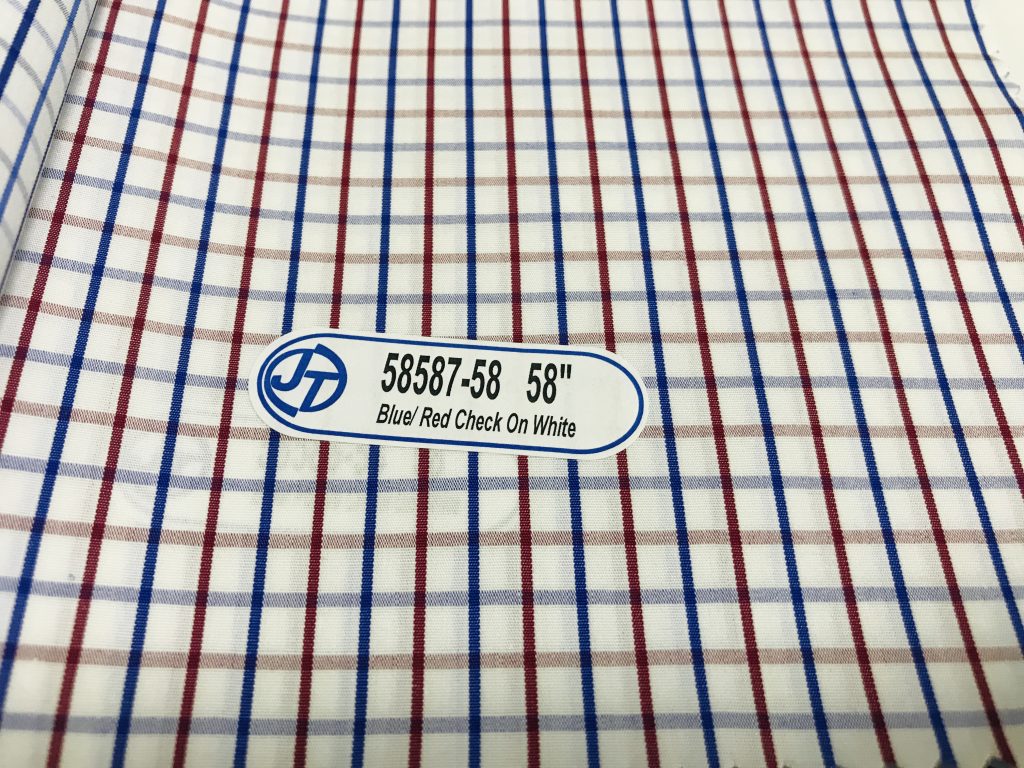 JT
58587-58 58"
Blue/ Red Check On White